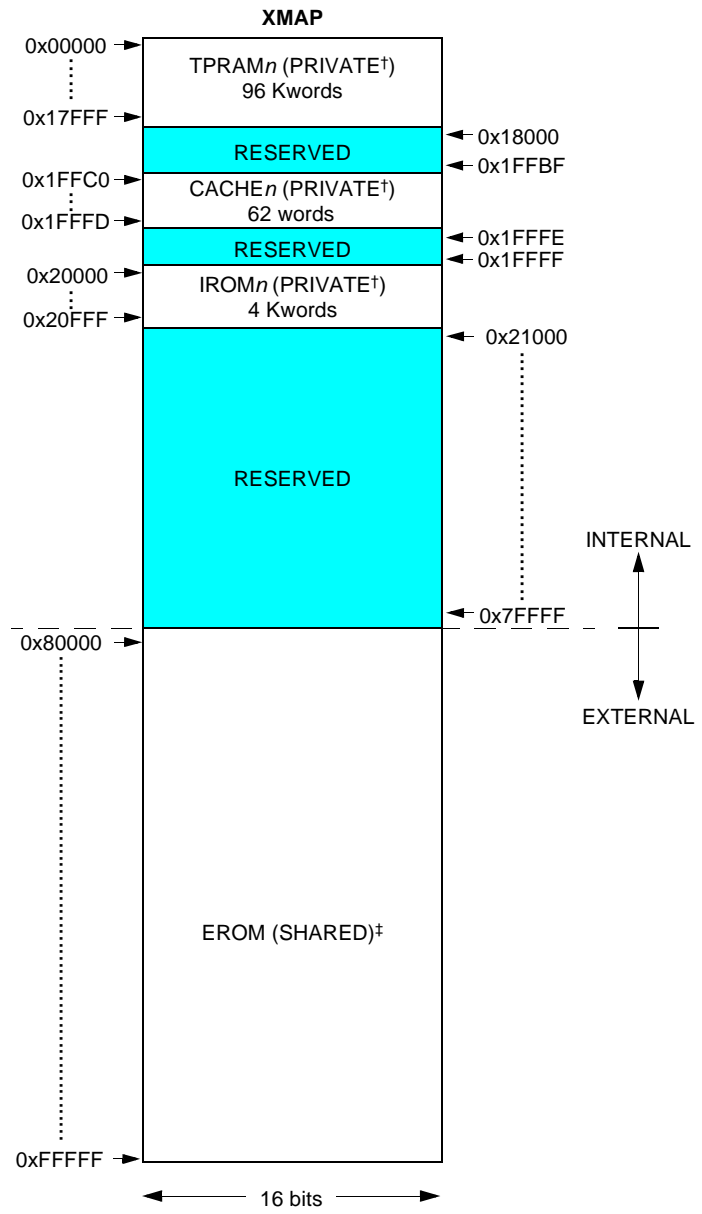 XMAP
0x00000
TPRAMn (PRIVATE†)
96 Kwords
0x17FFF
0x18000
RESERVED
0x1FFBF
0x1FFC0
CACHEn (PRIVATE†)
62 words
0x1FFFD
0x1FFFE
RESERVED
0x1FFFF
0x20000
IROMn (PRIVATE†)
4 Kwords
0x20FFF
0x21000
RESERVED
INTERNAL
0x7FFFF
0x80000
EXTERNAL
EROM (SHARED)‡
0xFFFFF
16 bits